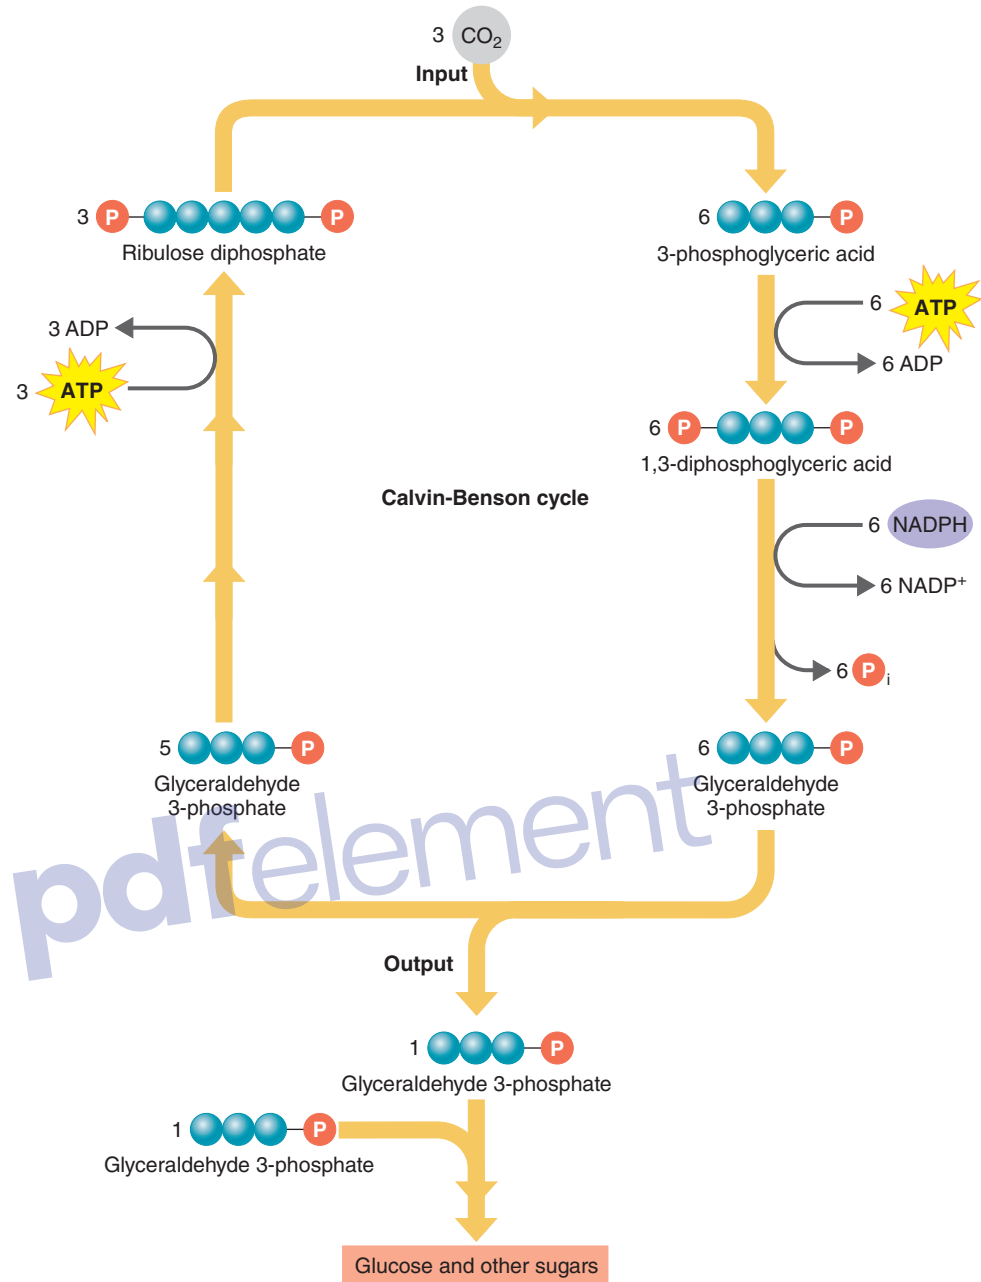 3 CO₂
Input
3 P P
Ribulose diphosphate
6 P
3-phosphoglyceric acid
3 ADP
3 ATP
6 ATP
6 ADP
6 P P
1,3-diphosphoglyceric acid
Calvin-Benson cycle
6 NADPH
6 NADP⁺
6 Pᵢ
5 P
Glyceraldehyde
3-phosphate
6 P
Glyceraldehyde
3-phosphate
pdfelement
Output
1 P
Glyceraldehyde 3-phosphate
1 P
Glyceraldehyde 3-phosphate
Glucose and other sugars